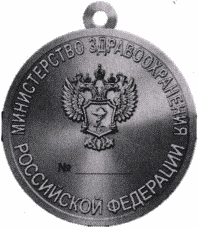 МИНИСТЕРСТВО ЗДРАВООХРАНЕНИЯ
№
РОССИЙСКОЙ ФЕДЕРАЦИИ